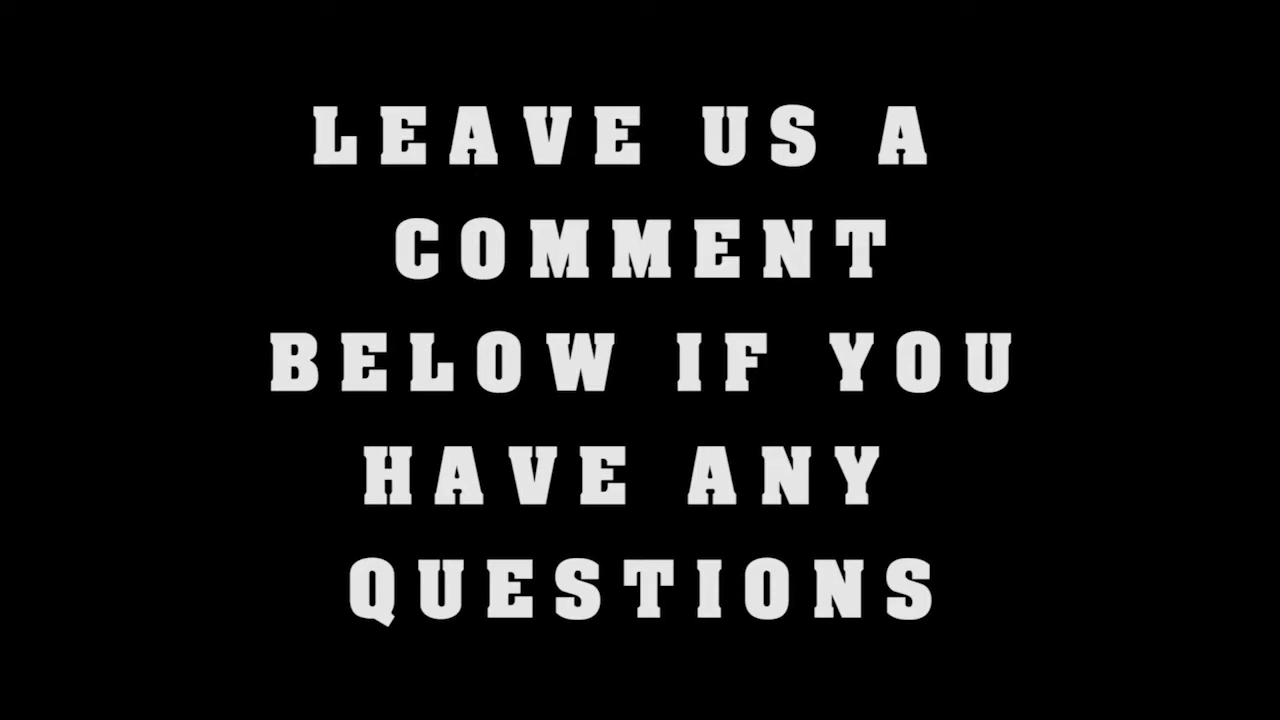 LEAVE US A
COMMENT
BELOW IF YOU
HAVE ANY
QUESTIONS